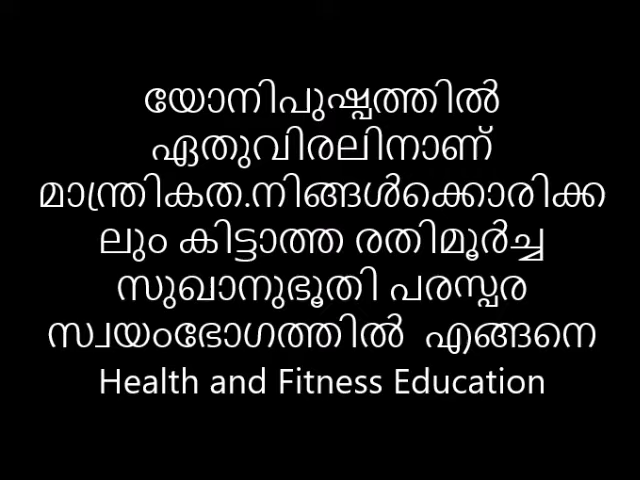 യോനിപുഷ്പത്തിൽ
ഏതുവിരലിനാണ്
മാന്ത്രികത.നിങ്ങൾക്കൊരിക്ക
ലും കിട്ടാത്ത രതിമൂർച്ച
സുഖാനുഭൂതി പരസ്പര
സ്വയംഭോഗത്തിൽ എങ്ങനെ
Health and Fitness Education